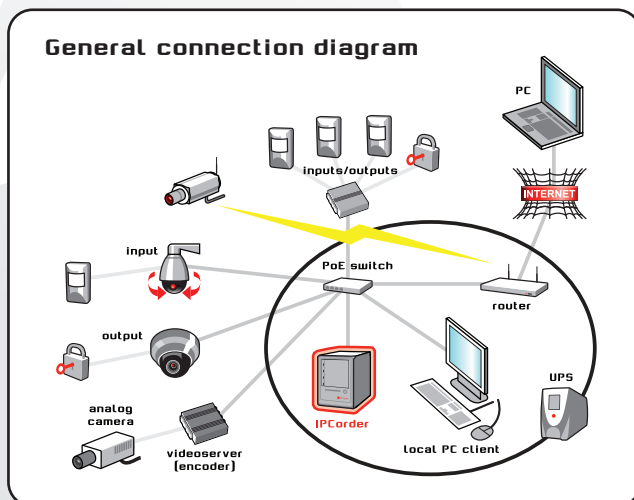 General connection diagram
PC
inputs/outputs
INTERNET
input
PoE switch
router
output
IPCorder
UPS
analog
camera
videoserver
(encoder)
local PC client